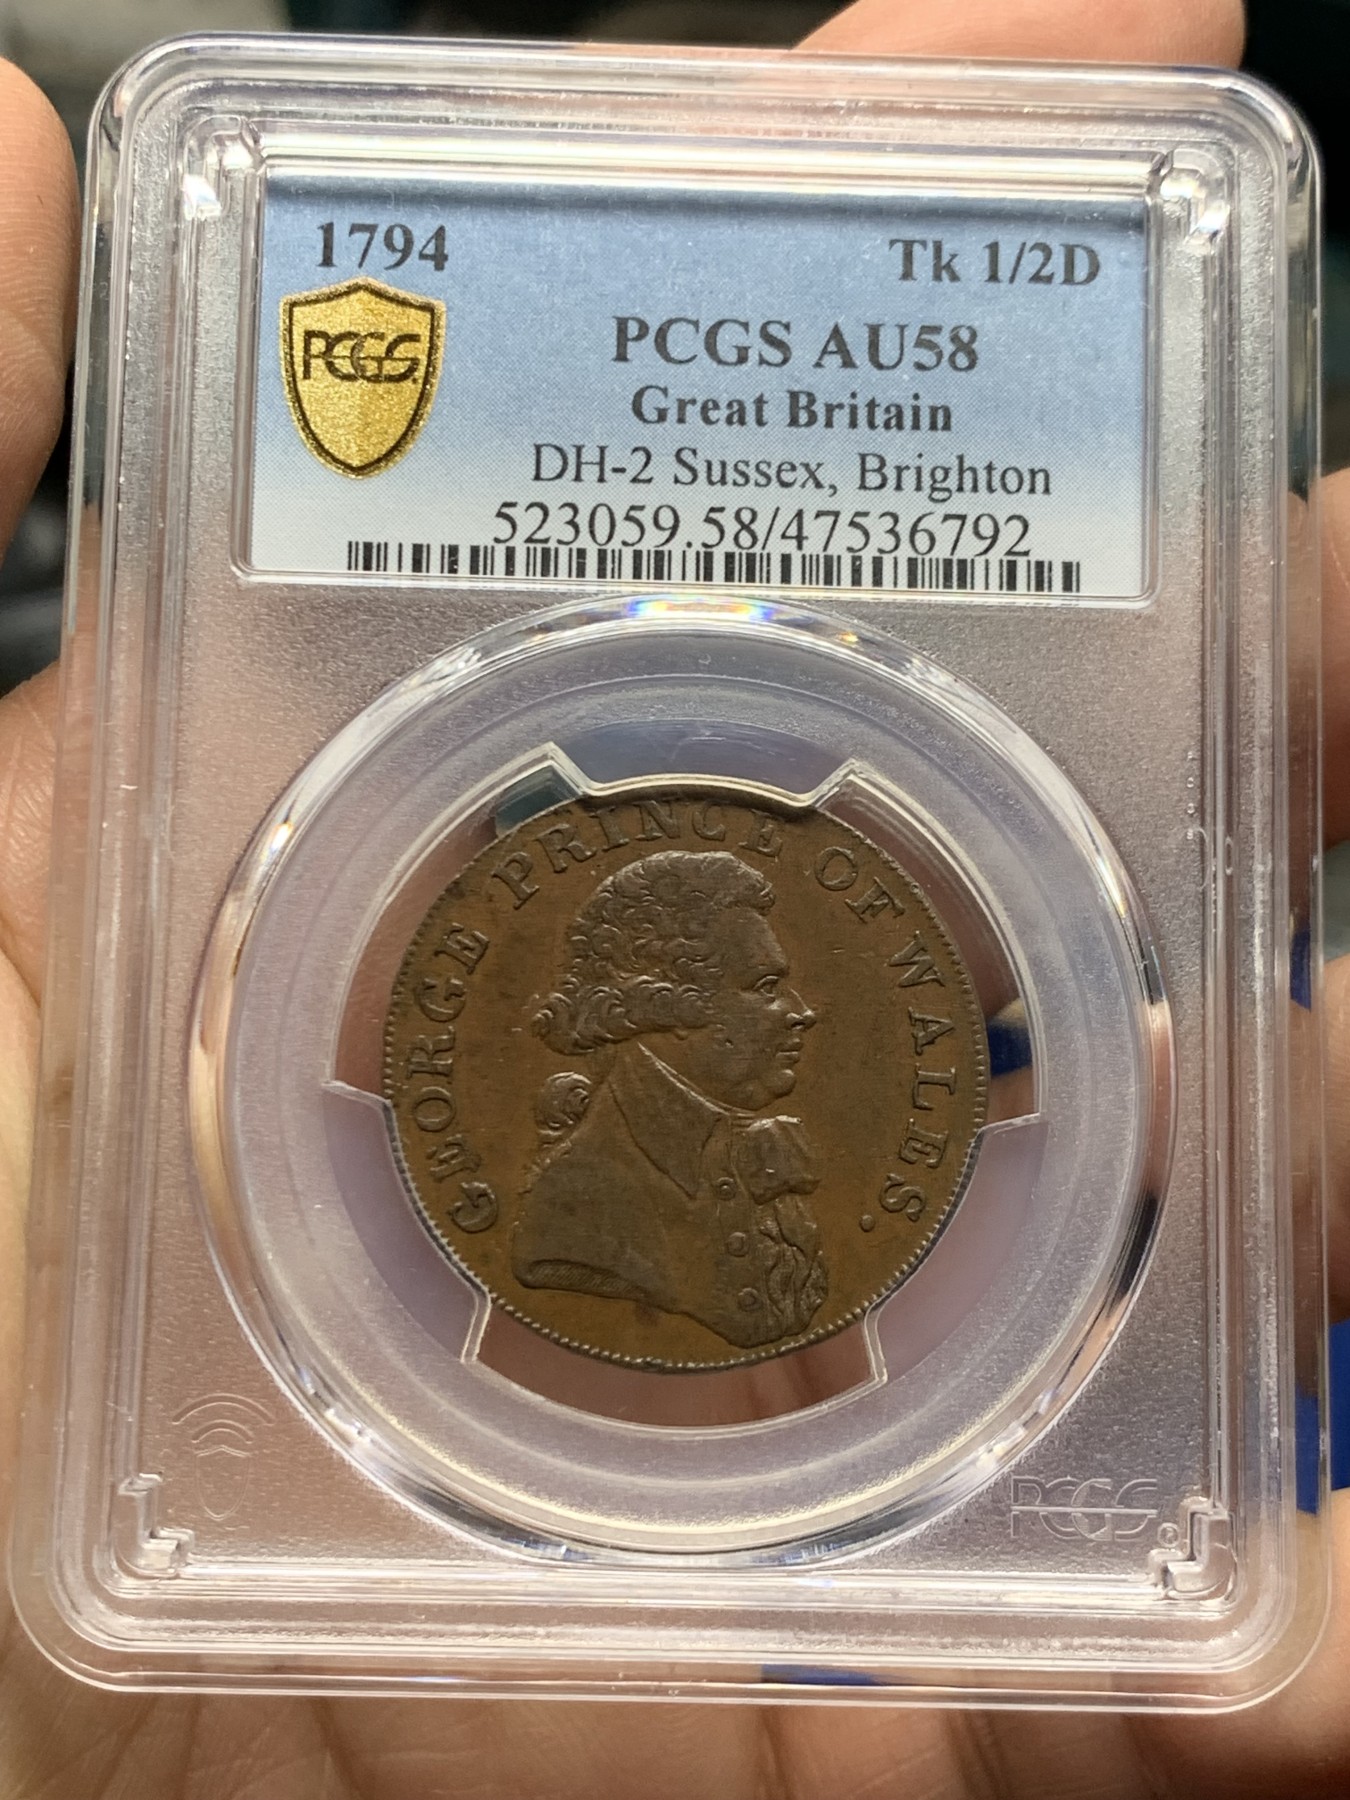 1794 Tk 1/2D
PCGS
PCGS AU58
Great Britain
DH-2 Sussex, Brighton
523059.58/47536792
GEORGE PRINCE OF WALES.
PCGS